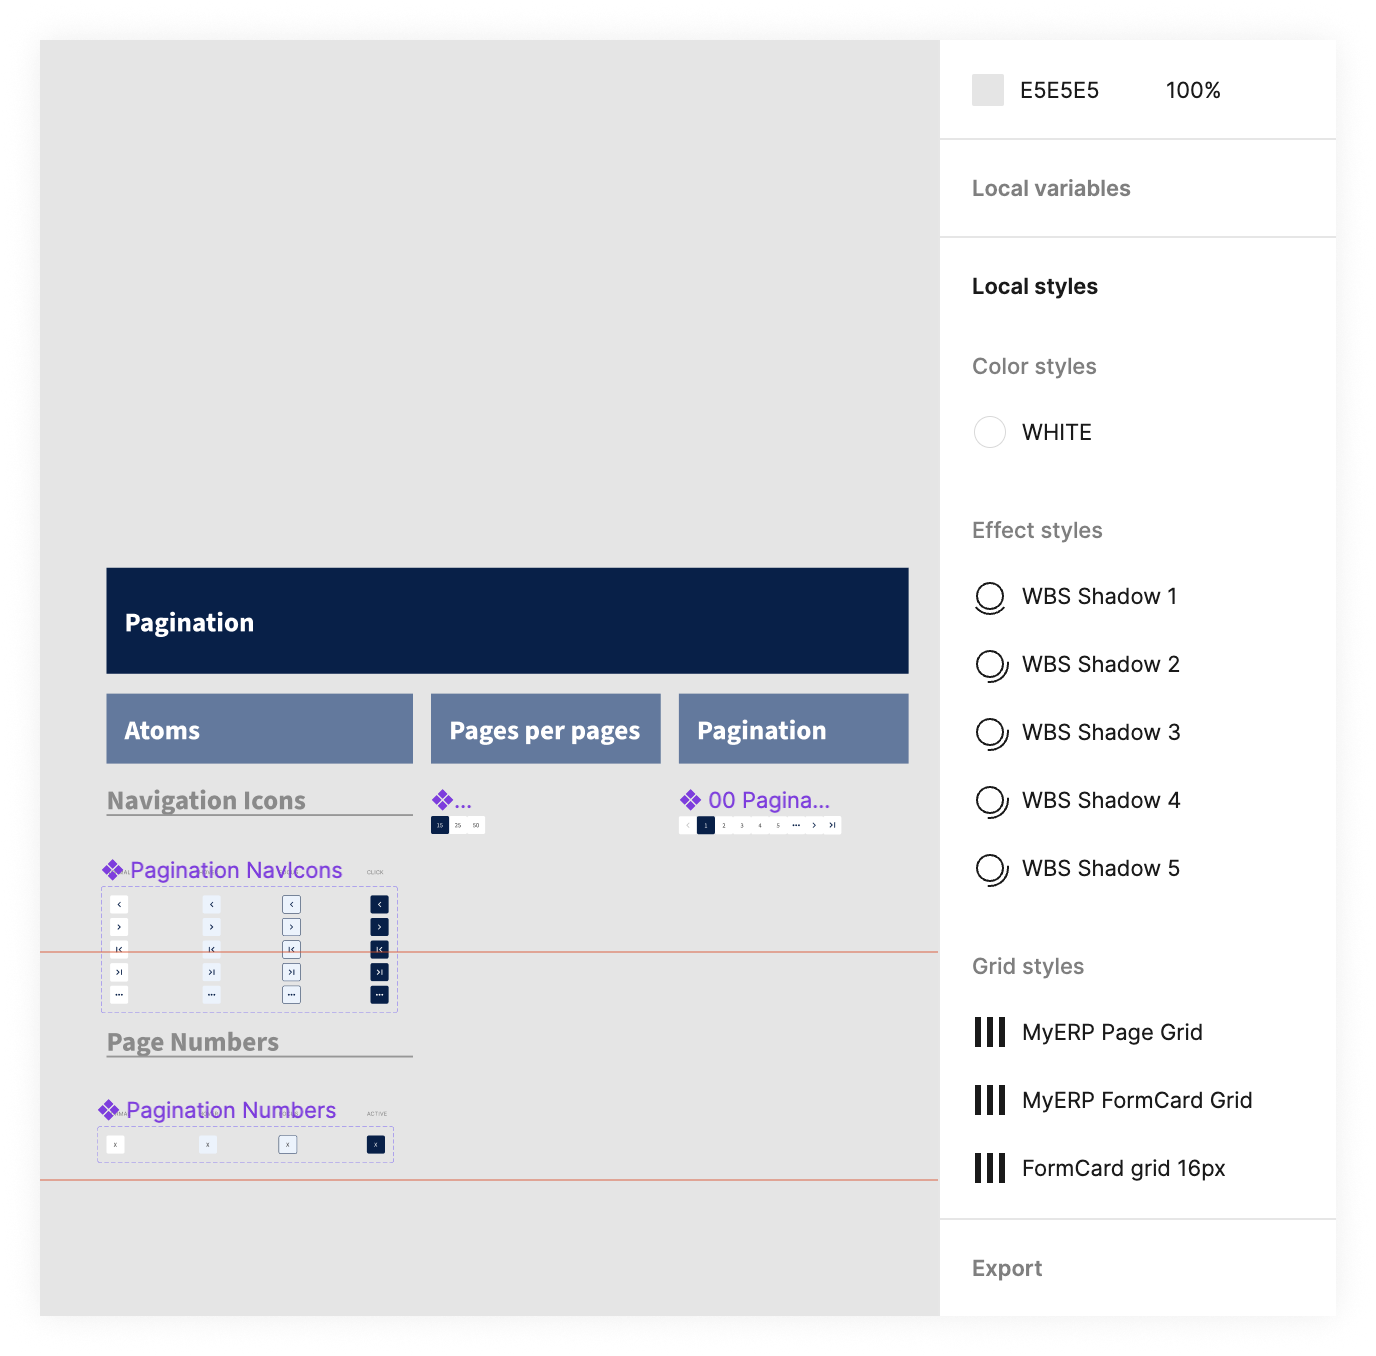 E5E5E5 100%
Local variables
Local styles
Color styles
WHITE
Effect styles
WBS Shadow 1
WBS Shadow 2
WBS Shadow 3
WBS Shadow 4
WBS Shadow 5
Grid styles
MyERP Page Grid
MyERP FormCard Grid
FormCard grid 16px
Export
Pagination
Atoms
Pages per pages
Pagination
Navigation Icons
...
15 25 50
00 Pagina...
1 2 3 4 5
Pagination NavIcons
CLICK
Page Numbers
Pagination Numbers
ACTIVE
X X X X